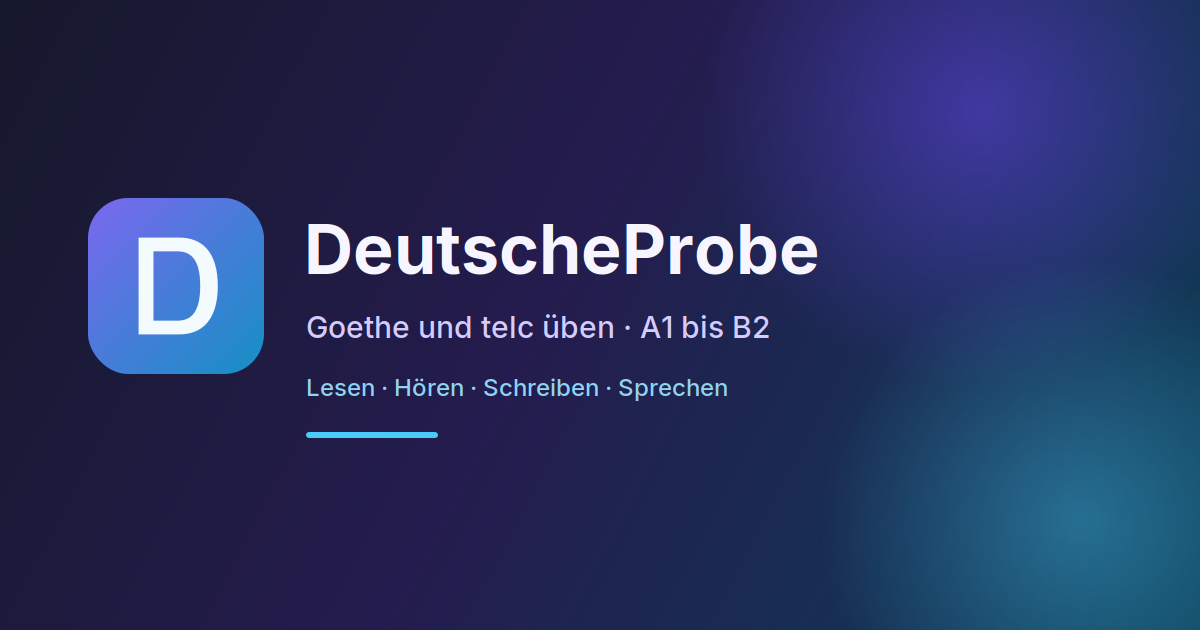 D
DeutscheProbe
Goethe und telc üben · A1 bis B2
Lesen · Hören · Schreiben · Sprechen